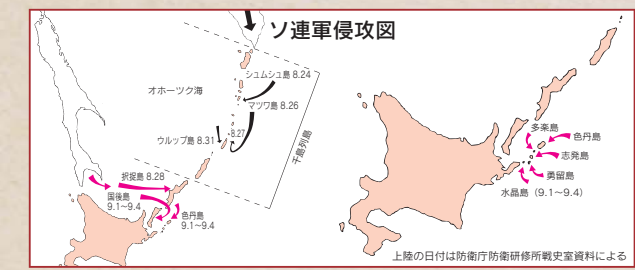 ソ連軍侵攻図
シュムシュ島 8.24
オホーツク海
マツワ島 8.26
8.27
ウルップ島 8.31
千島列島
択捉島 8.28
国後島
9.1〜9.4
色丹島
9.1〜9.4
多楽島
色丹島
志発島
勇留島
水晶島（9.1〜9.4）
上陸の日付は防衛庁防衛研修所戦史室資料による